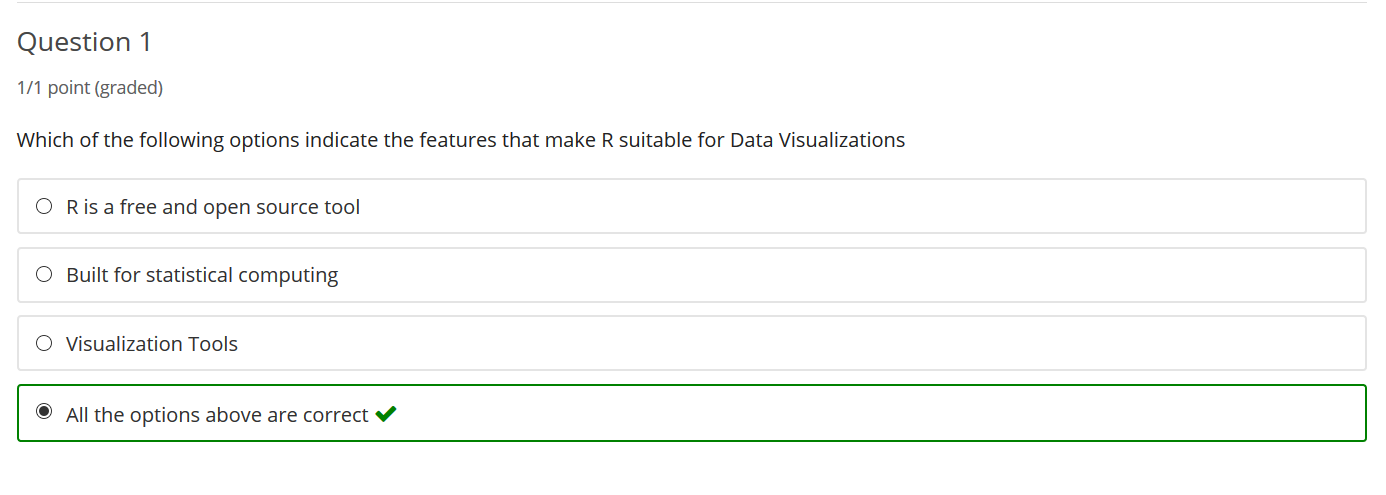 Question 1
1/1 point (graded)
Which of the following options indicate the features that make R suitable for Data Visualizations
R is a free and open source tool
Built for statistical computing
Visualization Tools
All the options above are correct